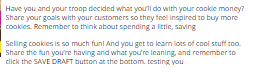 Have you and your troop decided what you'll do with your cookie money?
Share your goals with your customers so they feel inspired to buy more
cookies. Remember to think about spending a little, saving
Selling cookies is so much fun! And you get to learn lots of cool stuff too.
Share the fun you're having and what you're leaning, and remember to
click the SAVE DRAFT button at the bottom. testing you